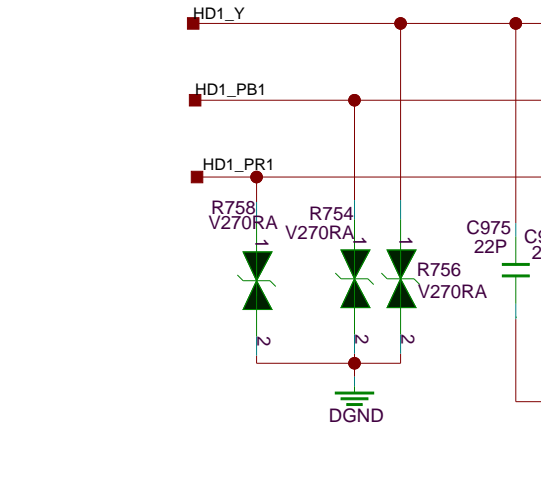 HD1_Y
HD1_PB1
HD1_PR1
R758
V270RA
R754
V270RA
C975
22P
R756
V270RA
1
1
1
2
2
2
DGND